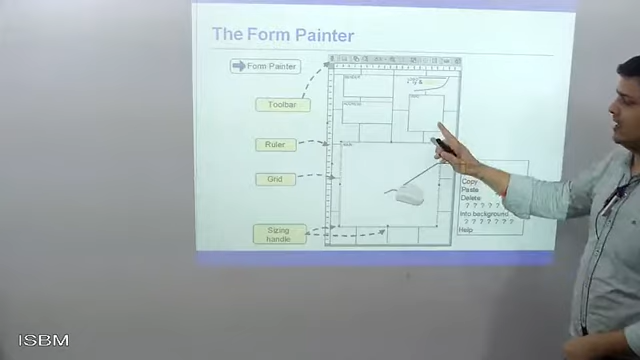 The Form Painter
Form Painter
Toolbar
Ruler
Grid
Sizing
handle
Copy
Paste
Delete
? ? ? ? ?
Into background
? ? ? ? ? ? ?
Help
ISBM